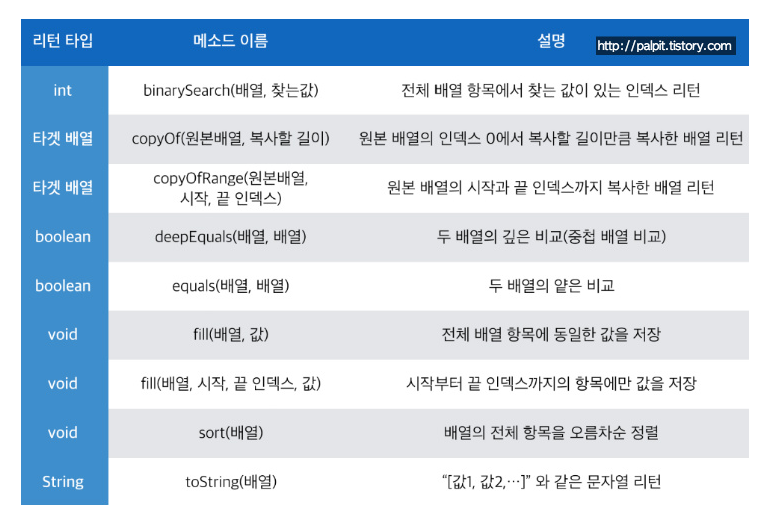 리턴 타입 메소드 이름 설명 http://palpit.tistory.com
int binarySearch(배열, 찾는값) 전체 배열 항목에서 찾는 값이 있는 인덱스 리턴
타겟 배열 copyOf(원본배열, 복사할 길이) 원본 배열의 인덱스 0에서 복사할 길이만큼 복사한 배열 리턴
타겟 배열 copyOfRange(원본배열,
시작, 끝 인덱스) 원본 배열의 시작과 끝 인덱스까지 복사한 배열 리턴
boolean deepEquals(배열, 배열) 두 배열의 깊은 비교(중첩 배열 비교)
boolean equals(배열, 배열) 두 배열의 얕은 비교
void fill(배열, 값) 전체 배열 항목에 동일한 값을 저장
void fill(배열, 시작, 끝 인덱스, 값) 시작부터 끝 인덱스까지의 항목에만 값을 저장
void sort(배열) 배열의 전체 항목을 오름차순 정렬
String toString(배열) “[값1, 값2,…]” 와 같은 문자열 리턴